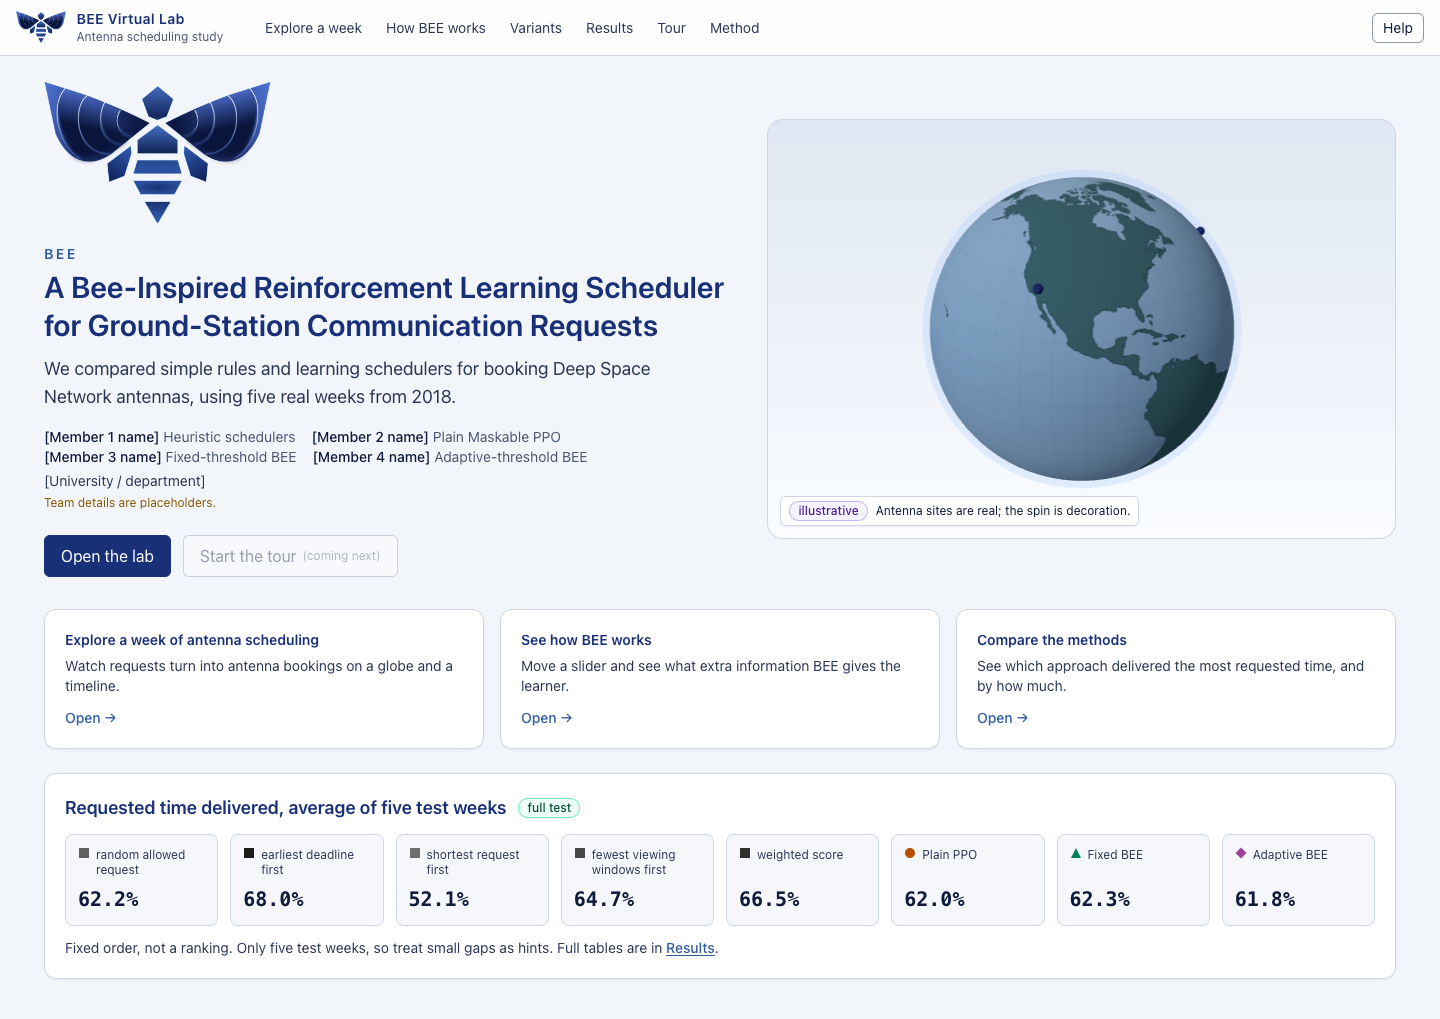 BEE Virtual Lab
Antenna scheduling study
Explore a week
How BEE works
Variants
Results
Tour
Method
Help
BEE
A Bee-Inspired Reinforcement Learning Scheduler
for Ground-Station Communication Requests
We compared simple rules and learning schedulers for booking Deep Space
Network antennas, using five real weeks from 2018.
[Member 1 name] Heuristic schedulers [Member 2 name] Plain Maskable PPO
[Member 3 name] Fixed-threshold BEE [Member 4 name] Adaptive-threshold BEE
[University / department]
Team details are placeholders.
Open the lab
Start the tour (coming next)
illustrative Antenna sites are real; the spin is decoration.
Explore a week of antenna scheduling
Watch requests turn into antenna bookings on a globe and a
timeline.
Open →
See how BEE works
Move a slider and see what extra information BEE gives the
learner.
Open →
Compare the methods
See which approach delivered the most requested time, and
by how much.
Open →
Requested time delivered, average of five test weeks full test
random allowed
request
62.2%
earliest deadline
first
68.0%
shortest request
first
52.1%
fewest viewing
windows first
64.7%
weighted score
66.5%
Plain PPO
62.0%
Fixed BEE
62.3%
Adaptive BEE
61.8%
Fixed order, not a ranking. Only five test weeks, so treat small gaps as hints. Full tables are in Results.